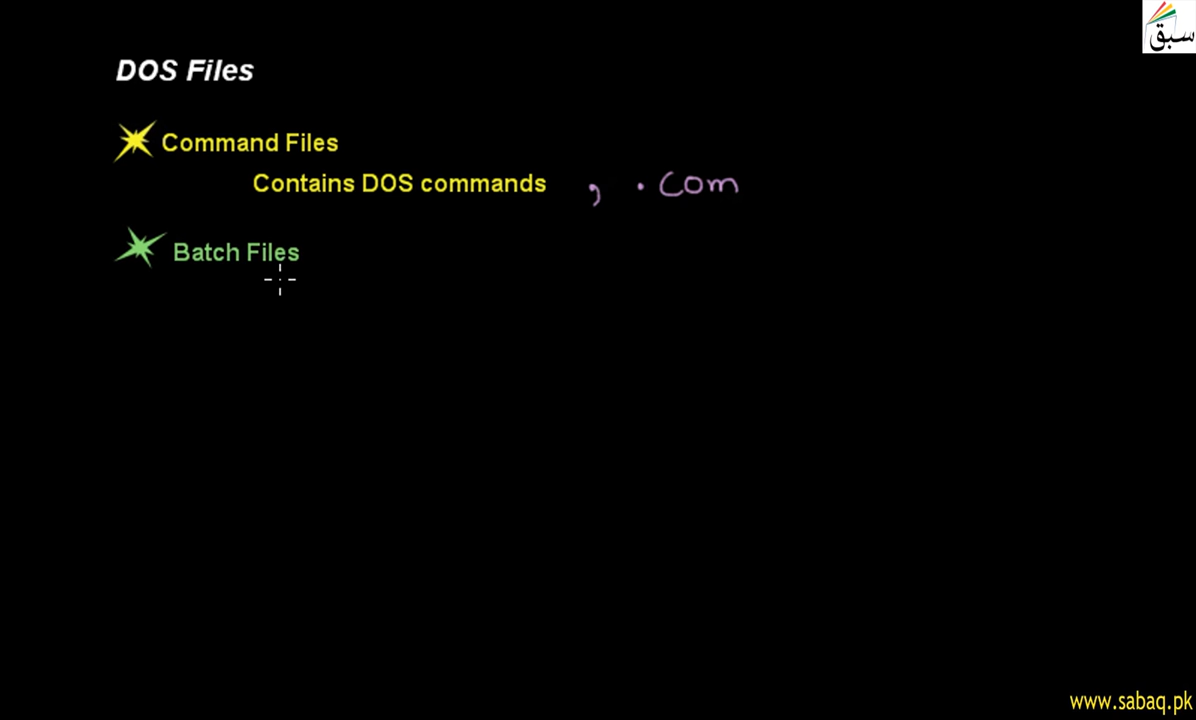 سبق
DOS Files
Command Files
Contains DOS commands , .Com
Batch Files
www.sabaq.pk